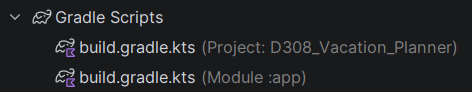 Gradle Scripts
build.gradle.kts (Project: D308_Vacation_Planner)
build.gradle.kts (Module :app)